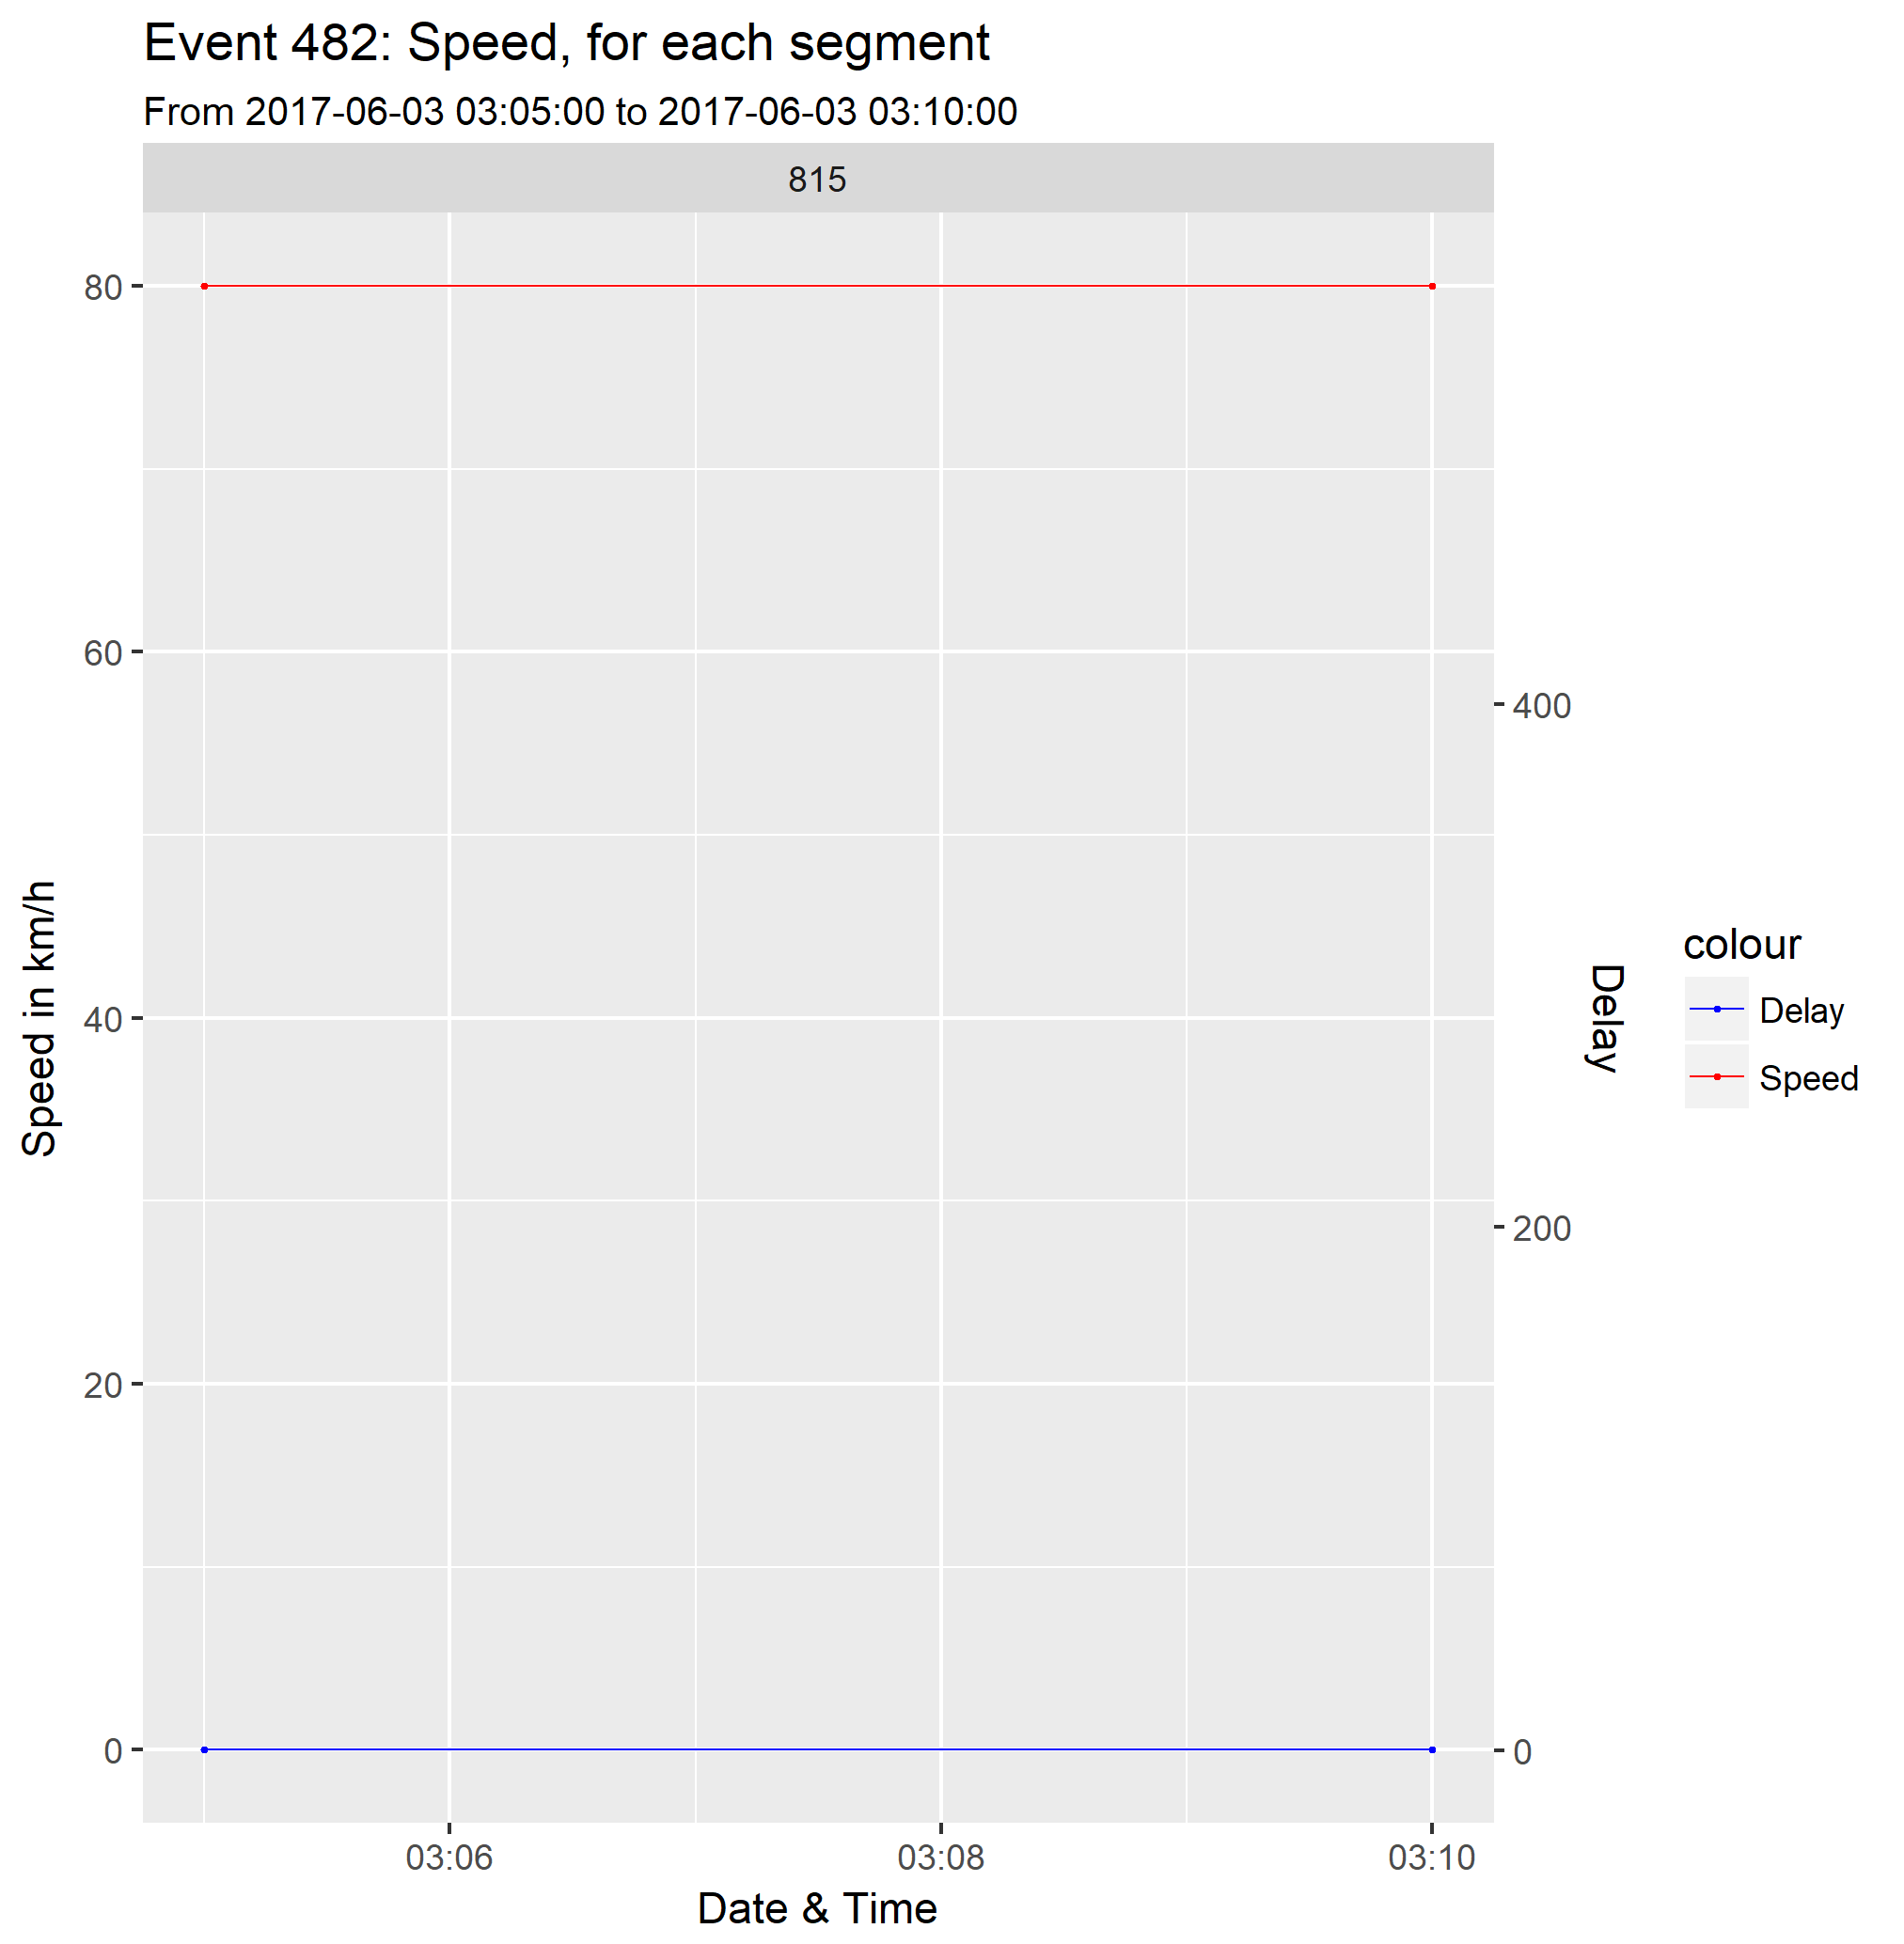 Event 482: Speed, for each segment
From 2017-06-03 03:05:00 to 2017-06-03 03:10:00
815
80
60
40
20
0
Speed in km/h
400
200
0
Delay
colour
Delay
Speed
03:06
03:08
03:10
Date & Time